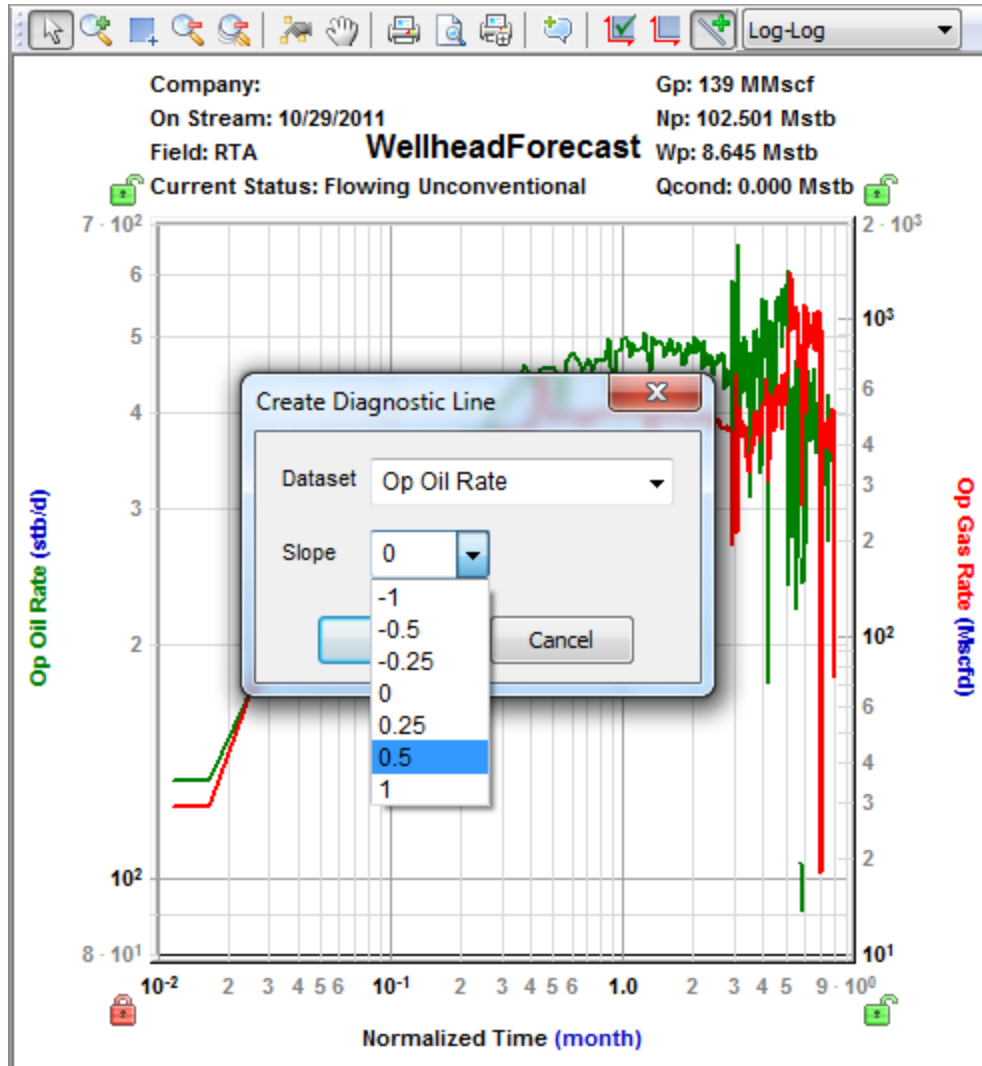 Log-Log
Company:
Gp: 139 MMscf
On Stream: 10/29/2011
Np: 102.501 Mstb
Field: RTA
WellheadForecast
Wp: 8.645 Mstb
Current Status: Flowing Unconventional
Qcond: 0.000 Mstb
7 · 10²
2 · 10³
6
5
10³
6
4
4
3
3
2
2
10²
6
4
3
2
10²
8 · 10¹
10¹
Op Oil Rate (stb/d)
Op Gas Rate (Mscfd)
Create Diagnostic Line
Dataset
Op Oil Rate
Slope
0
-1
-0.5
-0.25
0
0.25
0.5
1
Cancel
10⁻² 2 3 4 5 6 10⁻¹ 2 3 4 5 6 1.0 2 3 4 5 9 · 10⁰
Normalized Time (month)